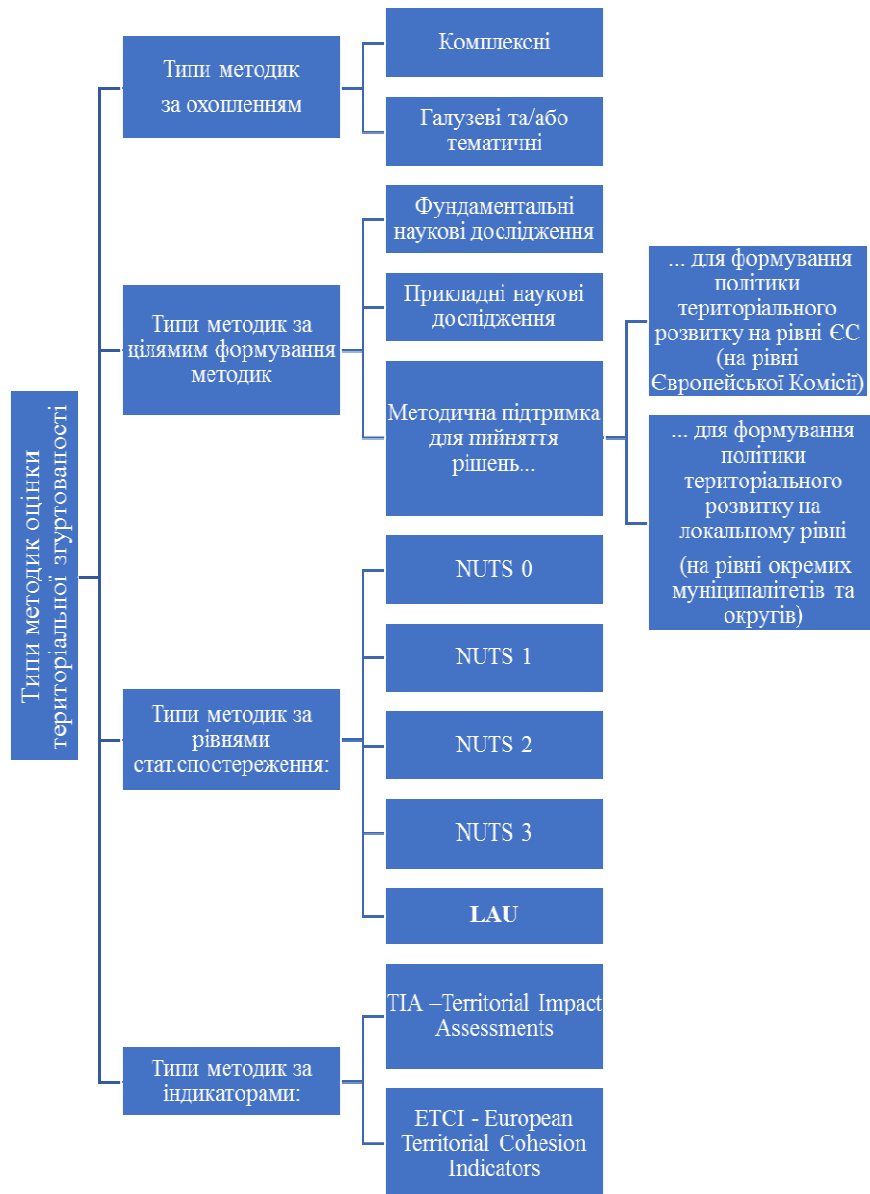 Типи методик оцінки
територіальної згуртованості
Типи методик
за охопленням
Комплексні
Галузеві та/або
тематичні
Типи методик за
цілямим формування
методик
Фундаментальні
наукові дослідження
Прикладні наукові
дослідження
Методична підтримка
для пийняття
рішень...
... для формування
політики
територіального
розвитку на рівні ЄС
(на рівні
Європейської Комісії)
... для формування
політики
територіального
розвитку на
локальному рівні
(на рівні окремих
муніципалітетів та
округів)
Типи методик за
рівнями
стат.спостереження:
NUTS 0
NUTS 1
NUTS 2
NUTS 3
LAU
Типи методик за
індикаторами:
TIA –Territorial Impact
Assessments
ETCI - European
Territorial Cohesion
Indicators